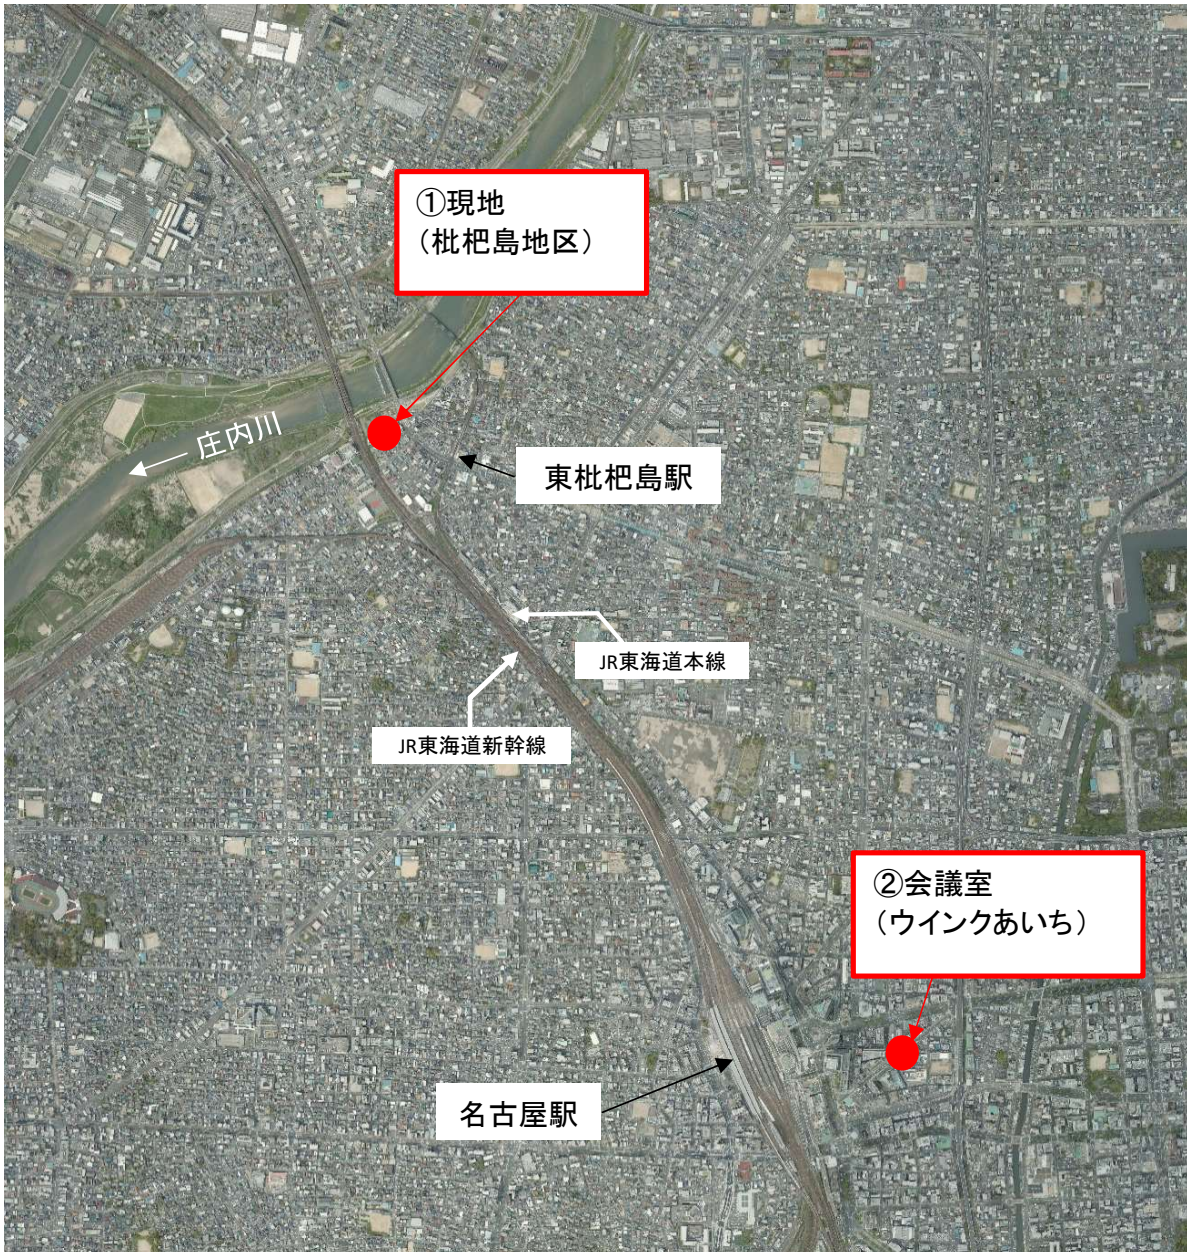 ①現地
（枇杷島地区）
庄内川
東枇杷島駅
JR東海道本線
JR東海道新幹線
②会議室
（ウインクあいち）
名古屋駅